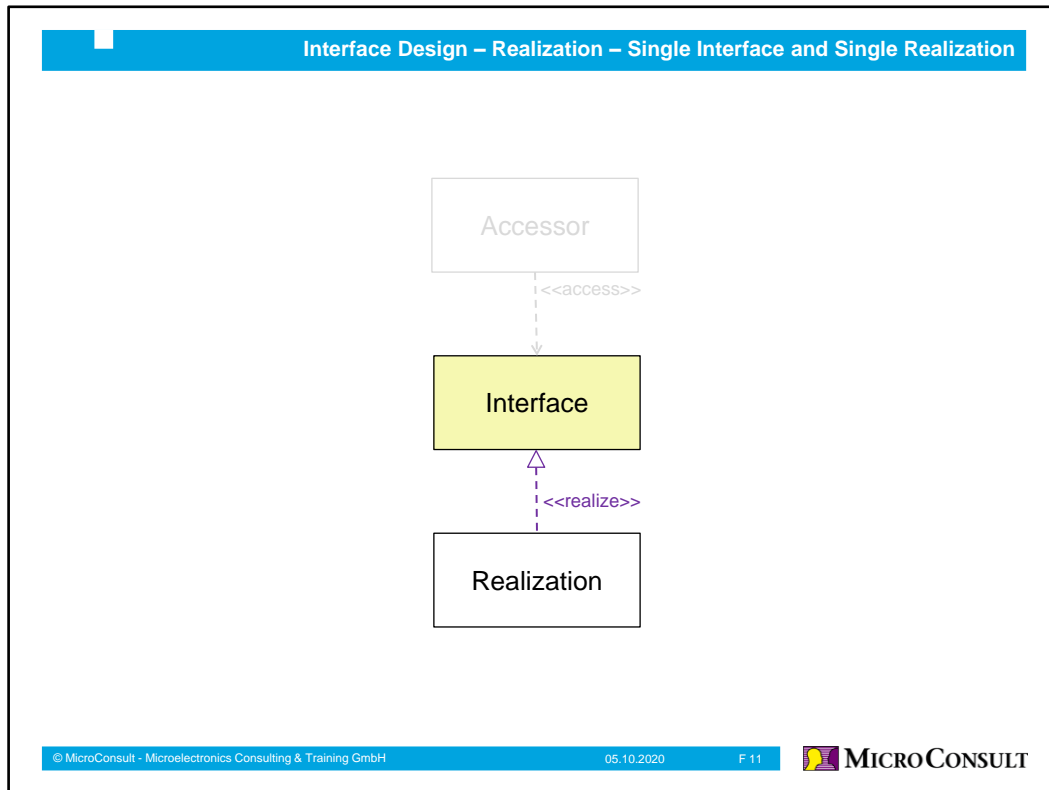 Interface Design – Realization – Single Interface and Single Realization
Accessor
<<access>>
Interface
<<realize>>
Realization
© MicroConsult - Microelectronics Consulting & Training GmbH 05.10.2020 F 11 MICROCONSULT